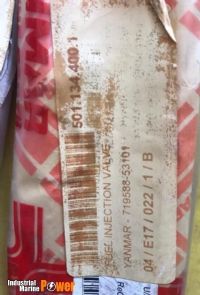 501.134.400.1
FUEL INJECTION VALVE
YANMAR - 719588-53101
04 / E17 / 022 / 1 / B
Industrial
Marine
Power